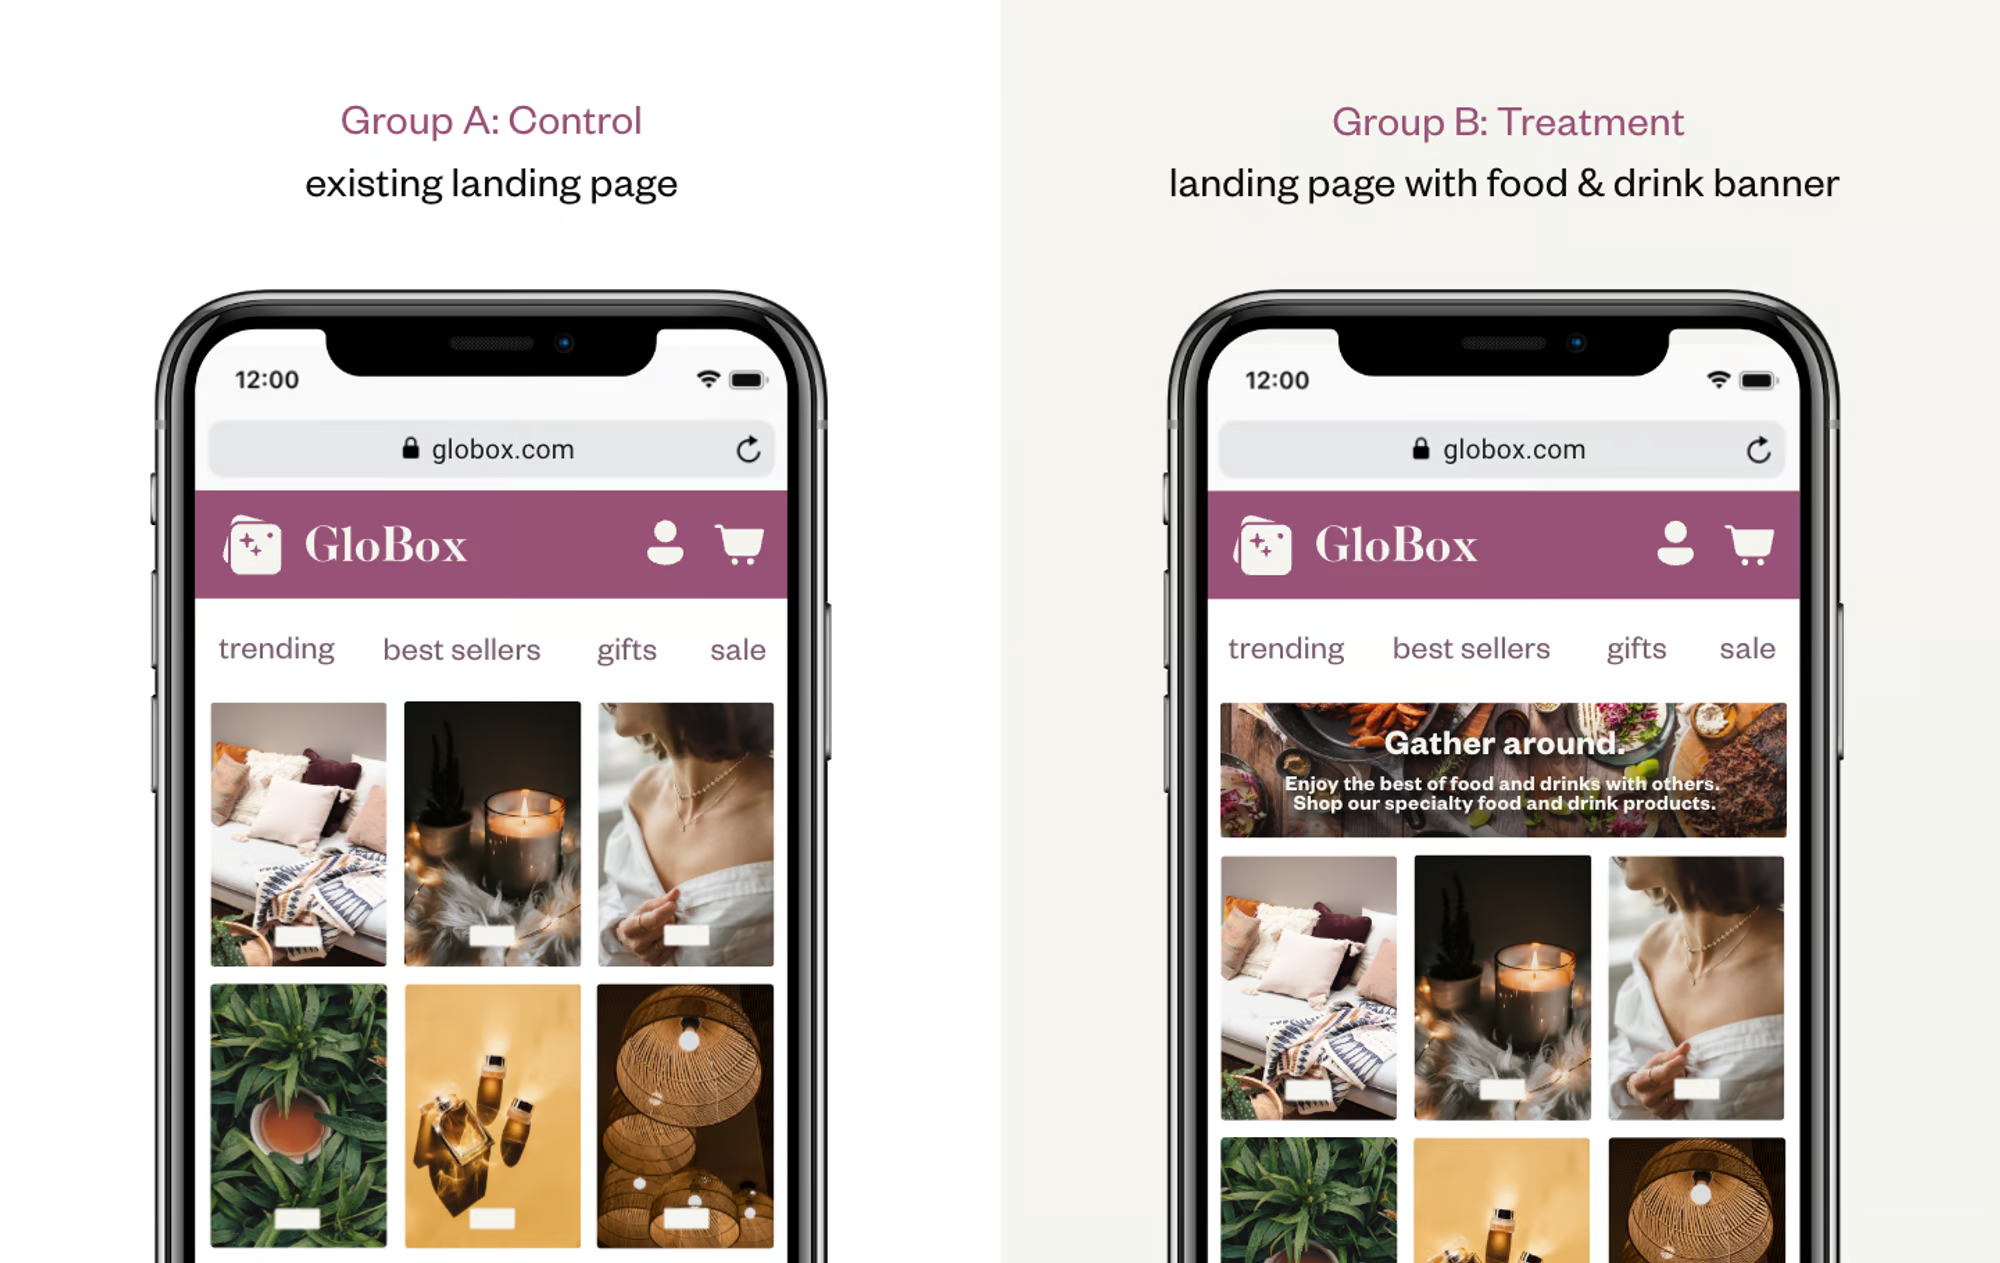 Group A: Control
existing landing page
12:00
globox.com
GloBox
trending best sellers gifts sale
Group B: Treatment
landing page with food & drink banner
12:00
globox.com
GloBox
trending best sellers gifts sale
Gather around.
Enjoy the best of food and drinks with others.
Shop our specialty food and drink products.